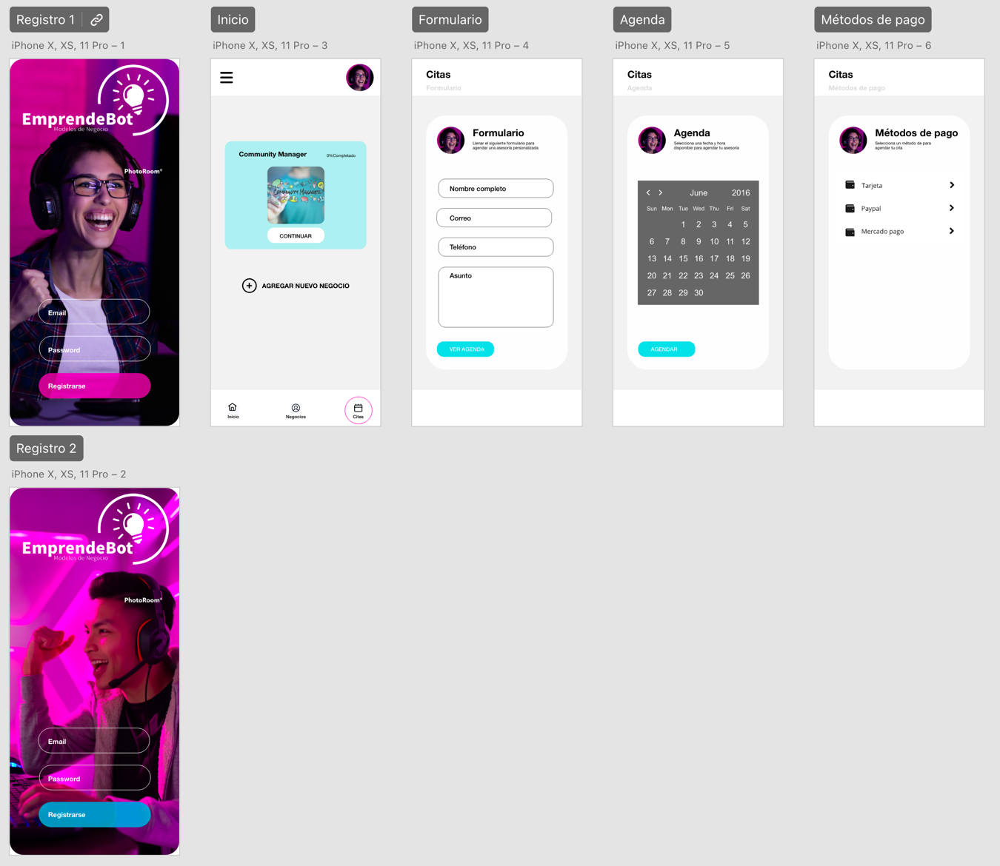 Registro 1
iPhone X, XS, 11 Pro – 1
EmprendeBot
Modelos de Negocio
PhotoRoom®
Email
Password
Registrarse
Inicio
iPhone X, XS, 11 Pro – 3
Community Manager
0%Completado
COMMUNITY MANAGER
CONTINUAR
AGREGAR NUEVO NEGOCIO
Inicio
Negocios
Citas
Formulario
iPhone X, XS, 11 Pro – 4
Citas
Formulario
Formulario
Llenar el siguiente formulario para
agendar una asesoría personalizada
Nombre completo
Correo
Teléfono
Asunto
VER AGENDA
Agenda
iPhone X, XS, 11 Pro – 5
Citas
Agenda
Agenda
Selecciona una fecha y hora
disponible para agendar tu asesoría
June 2016
Sun Mon Tue Wed Thu Fri Sat
1 2 3 4 5
6 7 8 9 10 11 12
13 14 15 16 17 18 19
20 21 22 23 24 25 26
27 28 29 30
AGENDAR
Métodos de pago
iPhone X, XS, 11 Pro – 6
Citas
Métodos de pago
Métodos de pago
Selecciona un método de para
agendar tu cita
Tarjeta
Paypal
Mercado pago
Registro 2
iPhone X, XS, 11 Pro – 2
EmprendeBot
Modelos de Negocio
PhotoRoom®
Email
Password
Registrarse